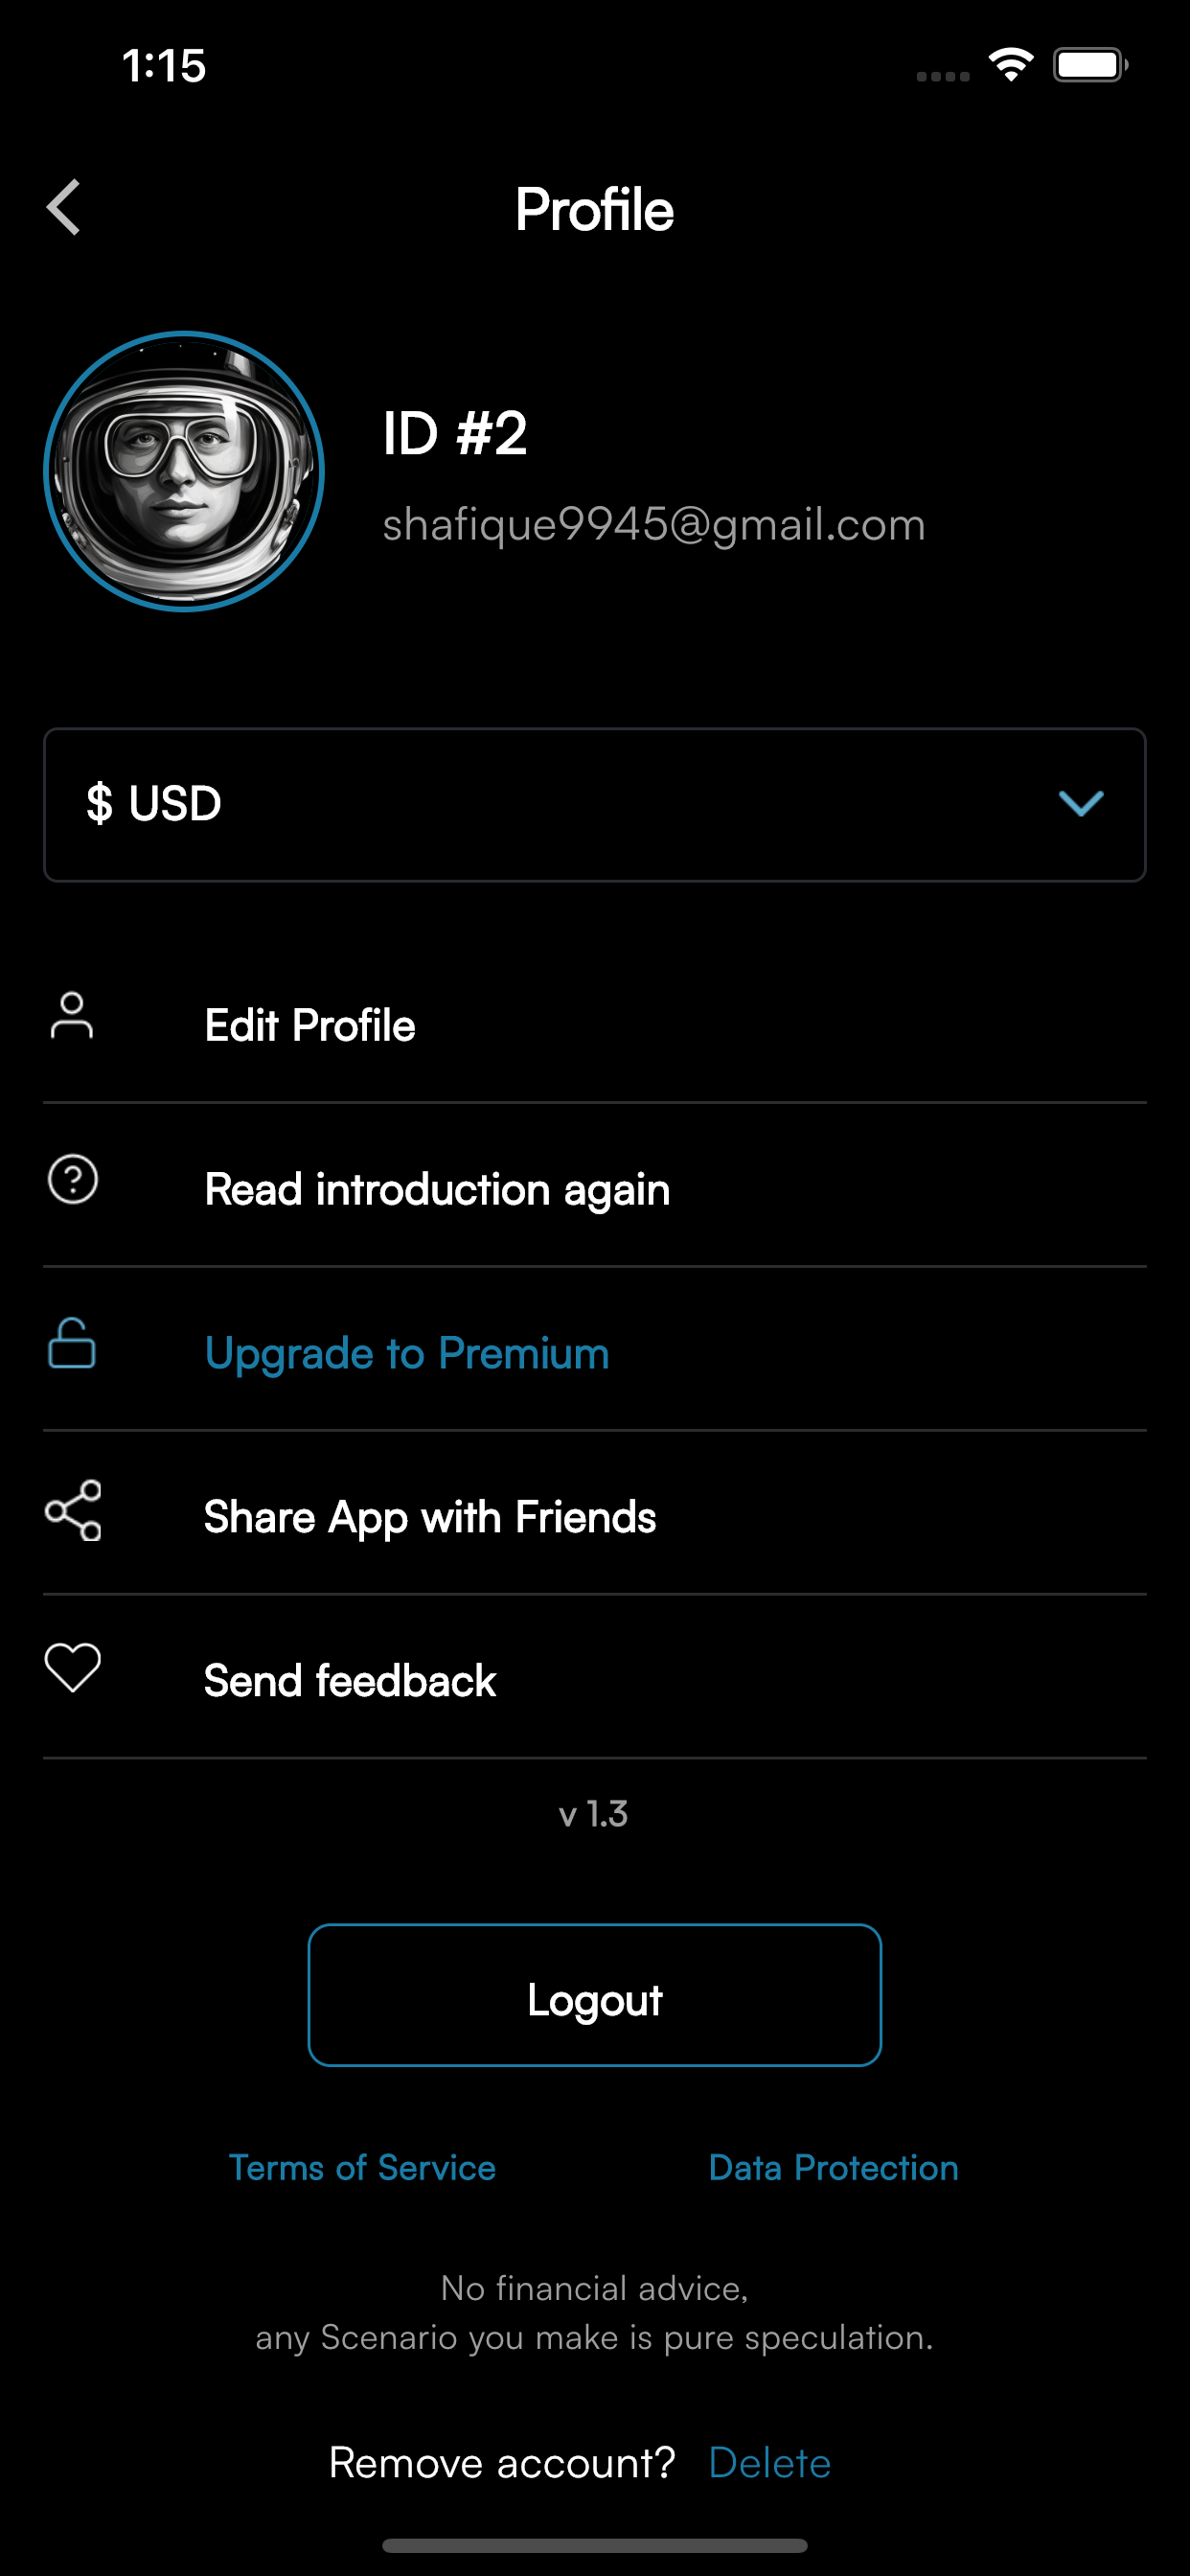 1:15
Profile
ID #2
shafique9945@gmail.com
$ USD
Edit Profile
Read introduction again
Upgrade to Premium
Share App with Friends
Send feedback
v 1.3
Logout
Terms of Service
Data Protection
No financial advice,
any Scenario you make is pure speculation.
Remove account? Delete